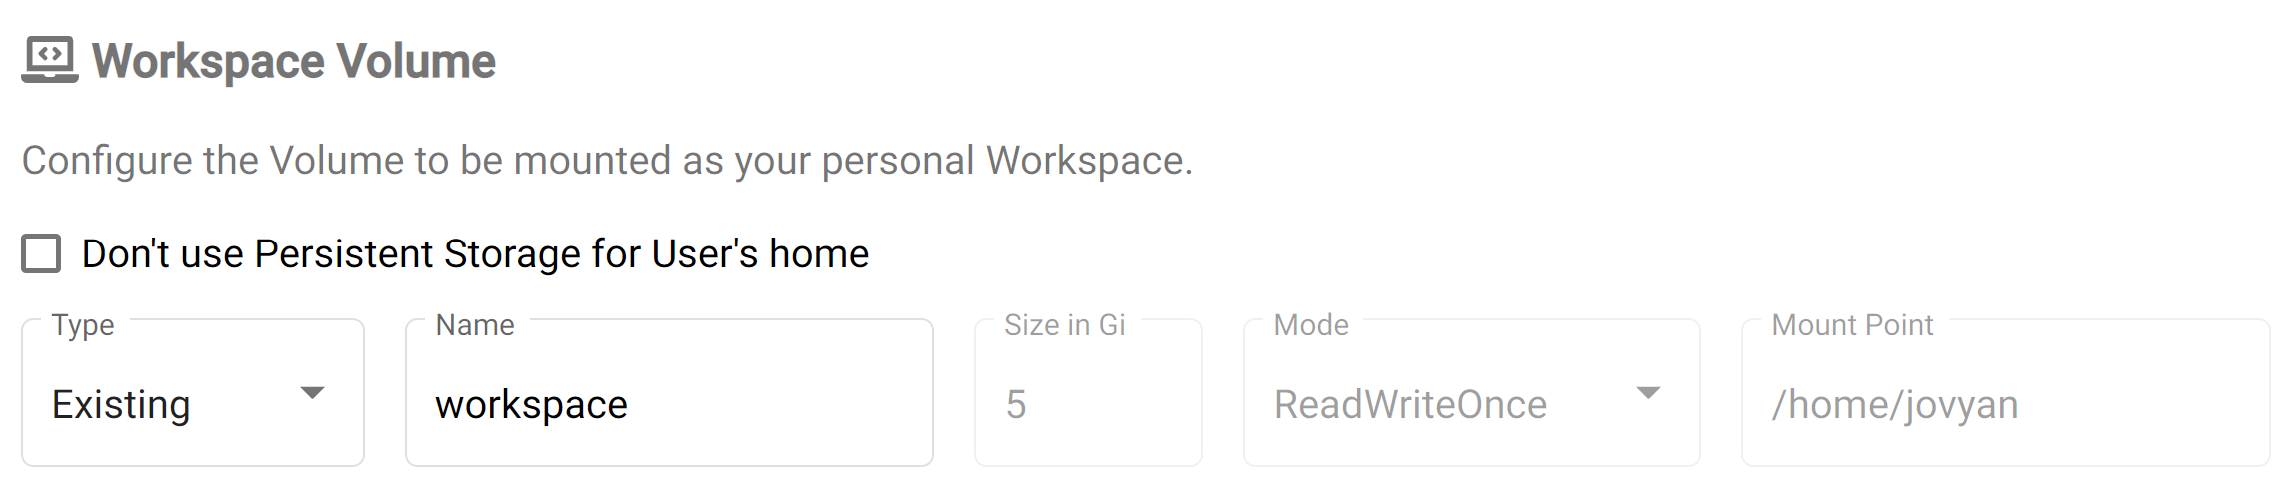 Workspace Volume
Configure the Volume to be mounted as your personal Workspace.
Don't use Persistent Storage for User's home
Type Name Size in Gi Mode Mount Point
Existing workspace 5 ReadWriteOnce /home/jovyan